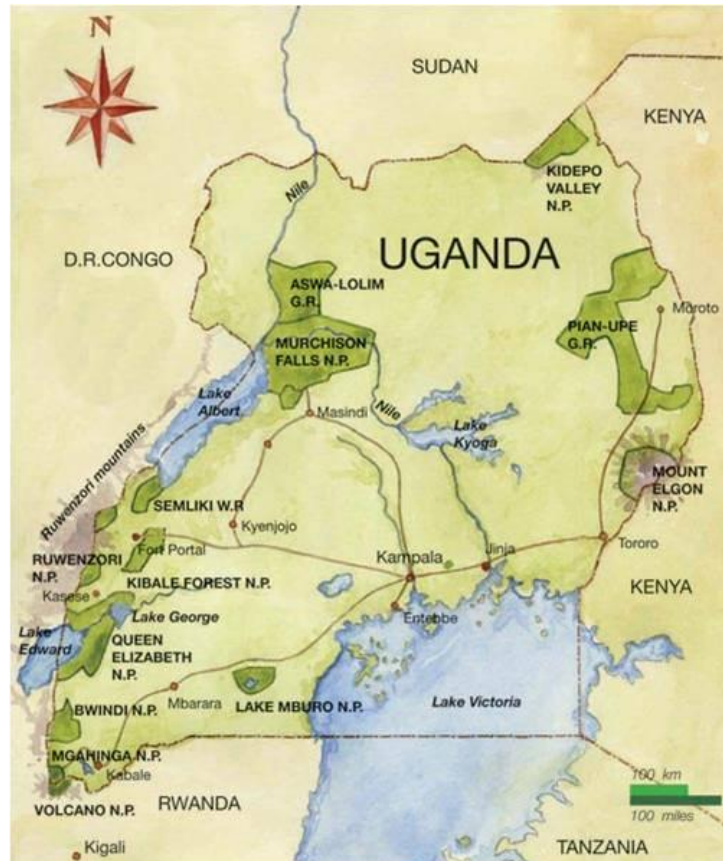 N
SUDAN
KENYA
KIDEPO
VALLEY
N.P.
Nile
UGANDA
D.R.CONGO
ASWA-LOLIM
G.R.
Moroto
PIAN-UPE
G.R.
MURCHISON
FALLS N.P.
Lake
Albert
Nile
Masindi
Lake
Kyoga
Ruwenzori mountains
MOUNT
ELGON
N.P.
SEMLIKI W.R
Kyenjojo
RUWENZORI
N.P.
Fort Portal
Kampala
Jinja
Tororo
KIBALE FOREST N.P.
Kasese
KENYA
Entebbe
Lake George
Lake
Edward
QUEEN
ELIZABETH
N.P.
Mbarara
LAKE MBURO N.P.
Lake Victoria
BWINDI N.P.
MGAHINGA N.P.
Kabale
VOLCANO N.P.
RWANDA
100 km
100 miles
Kigali
TANZANIA